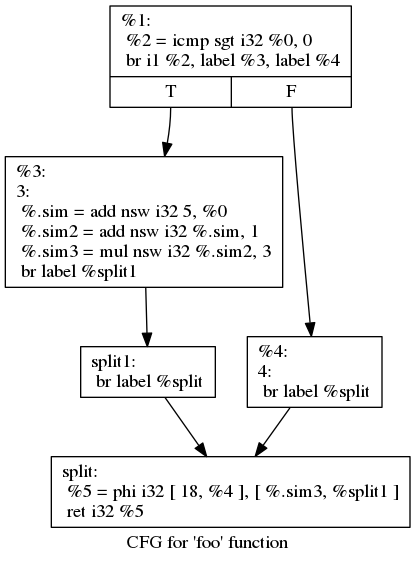 %1:
%2 = icmp sgt i32 %0, 0
br i1 %2, label %3, label %4
T
F
%3:
3:
%.sim = add nsw i32 5, %0
%.sim2 = add nsw i32 %.sim, 1
%.sim3 = mul nsw i32 %.sim2, 3
br label %split1
split1:
br label %split
%4:
4:
br label %split
split:
%5 = phi i32 [ 18, %4 ], [ %.sim3, %split1 ]
ret i32 %5
CFG for 'foo' function